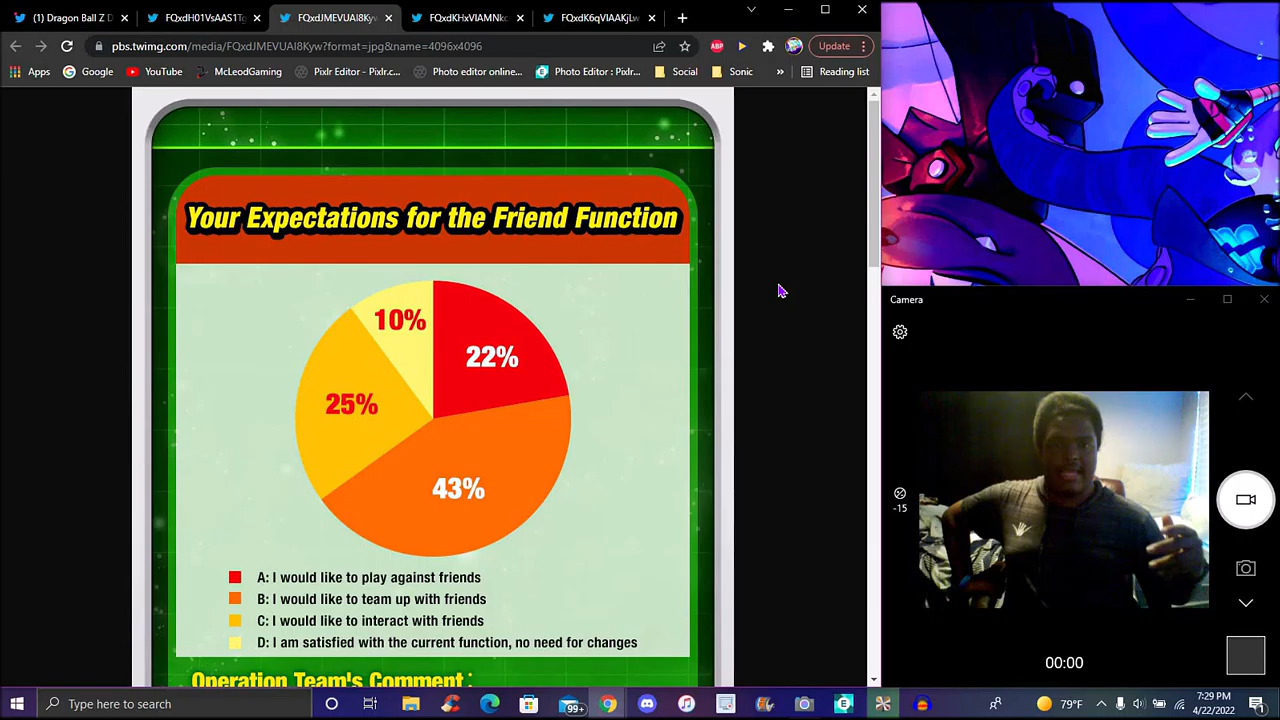 (1) Dragon Ball Z D
FQxdH01VsAAS1Tg
FQxdJMEVUAI8Kyw
FQxdKHxVIAMNkc
FQxdK6qVIAAKjLw
pbs.twimg.com/media/FQxdJMEVUAI8Kyw?format=jpg&name=4096x4096
ABP
Update
Apps
Google
YouTube
McLeodGaming
Pixlr Editor - Pixlr.c...
Photo editor online...
Photo Editor : Pixlr...
Social
Sonic
»
Reading list
Your Expectations for the Friend Function
10%
22%
25%
43%
A: I would like to play against friends
B: I would like to team up with friends
C: I would like to interact with friends
D: I am satisfied with the current function, no need for changes
Operation Team's Comment:
Camera
-15
00:00
Type here to search
99+
79°F
7:29 PM
4/22/2022